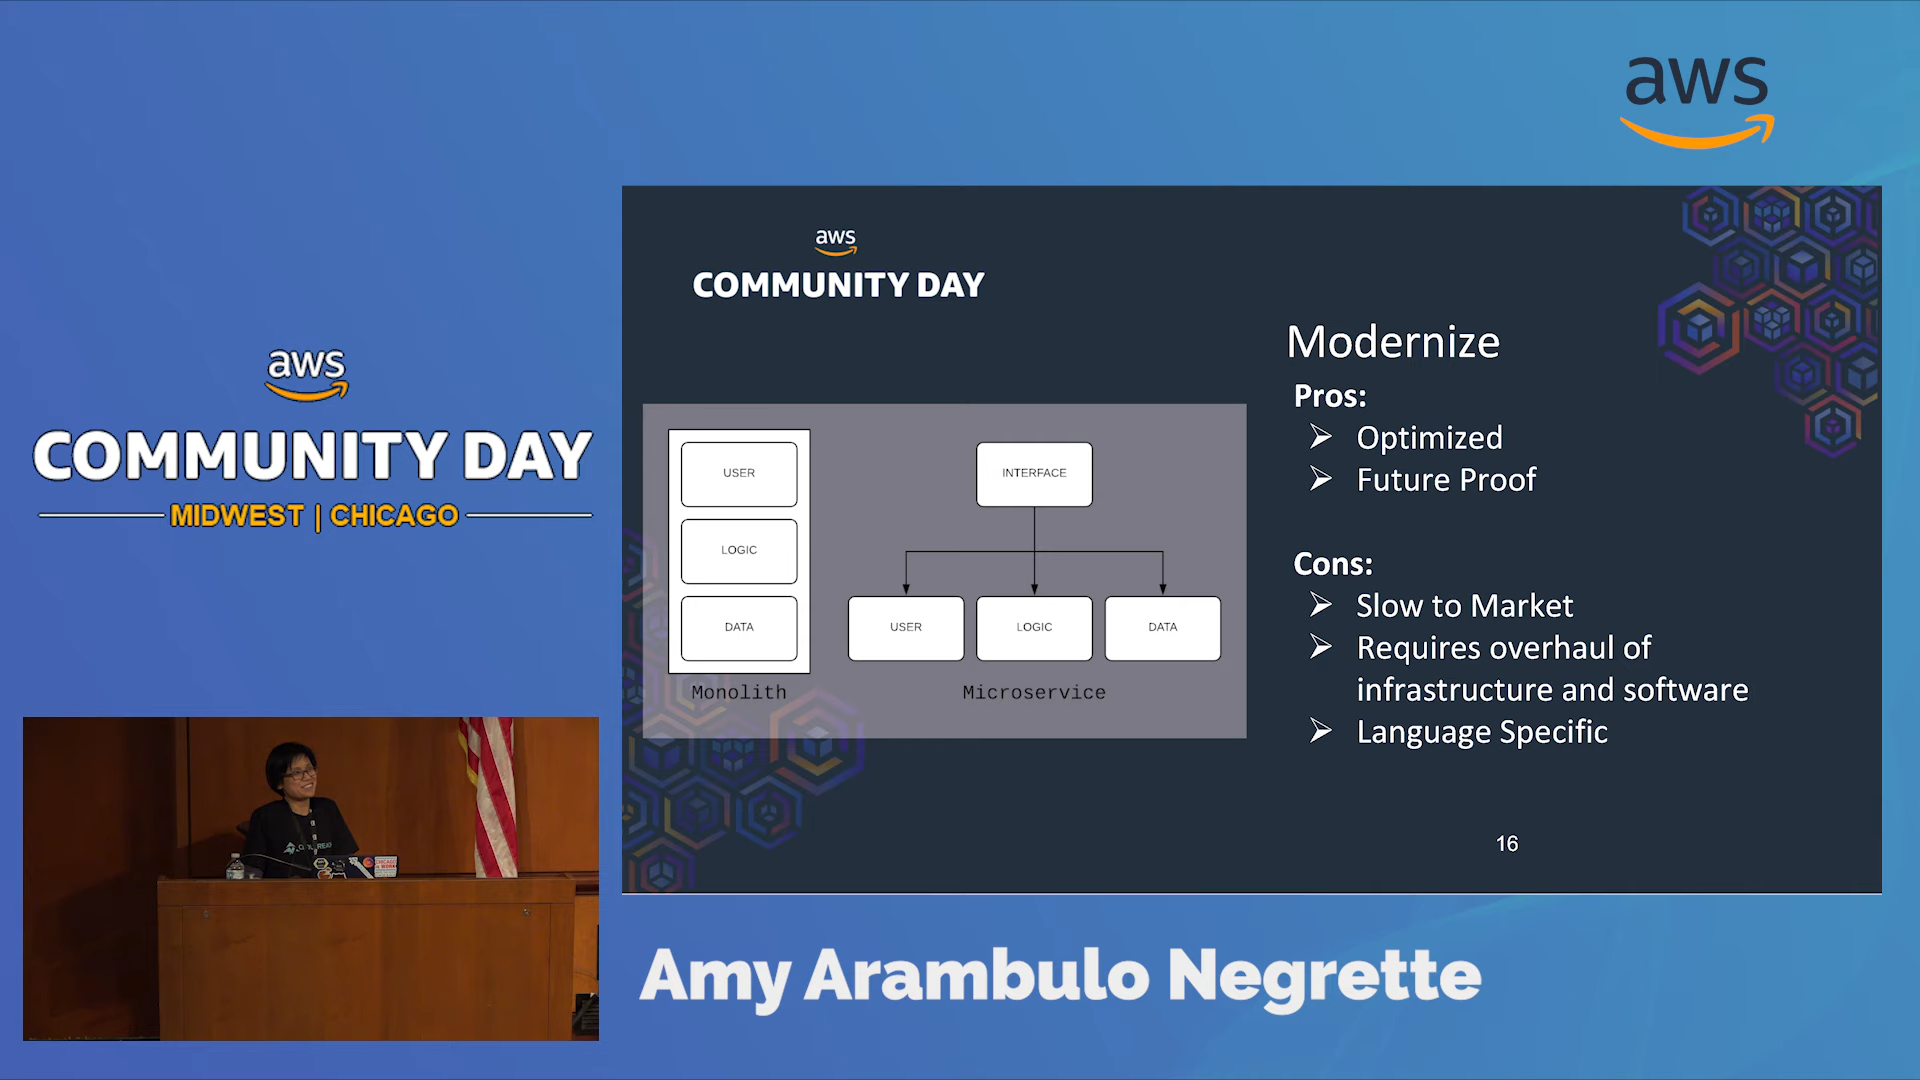 aws
aws
COMMUNITY DAY
MIDWEST | CHICAGO
aws
COMMUNITY DAY
Modernize
Pros:
Optimized
Future Proof
Cons:
Slow to Market
Requires overhaul of
infrastructure and software
Language Specific
USER
LOGIC
DATA
Monolith
INTERFACE
USER
LOGIC
DATA
Microservice
16
Amy Arambulo Negrette